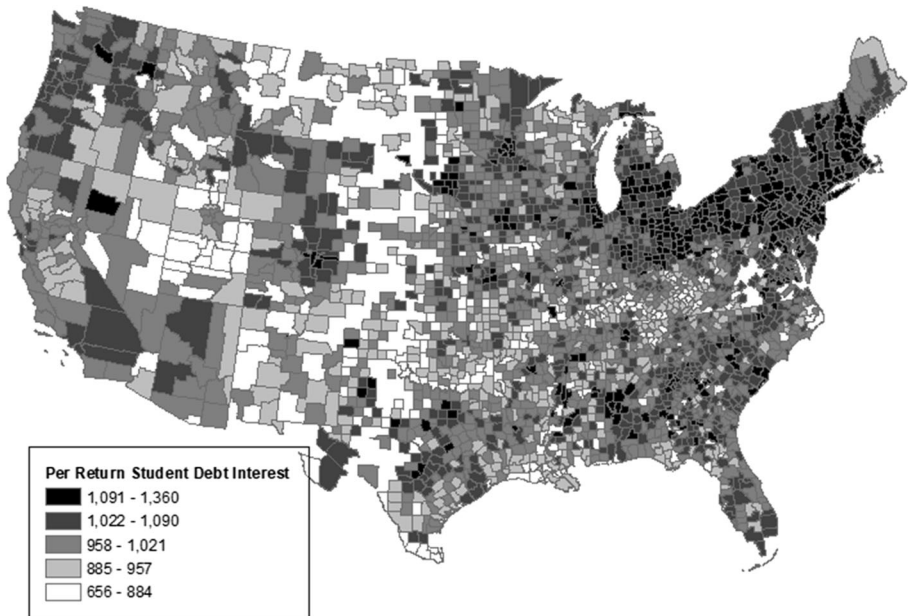 Per Return Student Debt Interest
1,091 - 1,360
1,022 - 1,090
958 - 1,021
885 - 957
656 - 884